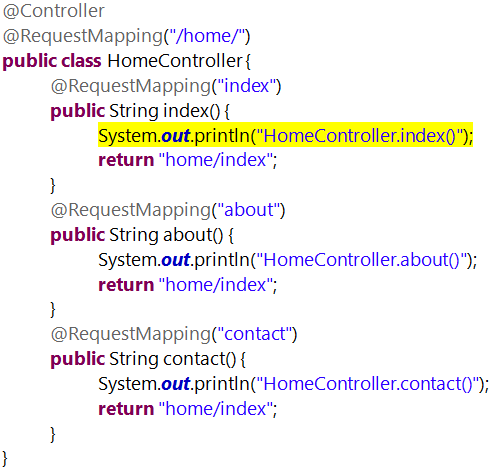 @Controller
@RequestMapping("/home/")
public class HomeController {
@RequestMapping("index")
public String index() {
System.out.println("HomeController.index()");
return "home/index";
}
@RequestMapping("about")
public String about() {
System.out.println("HomeController.about()");
return "home/index";
}
@RequestMapping("contact")
public String contact() {
System.out.println("HomeController.contact()");
return "home/index";
}
}